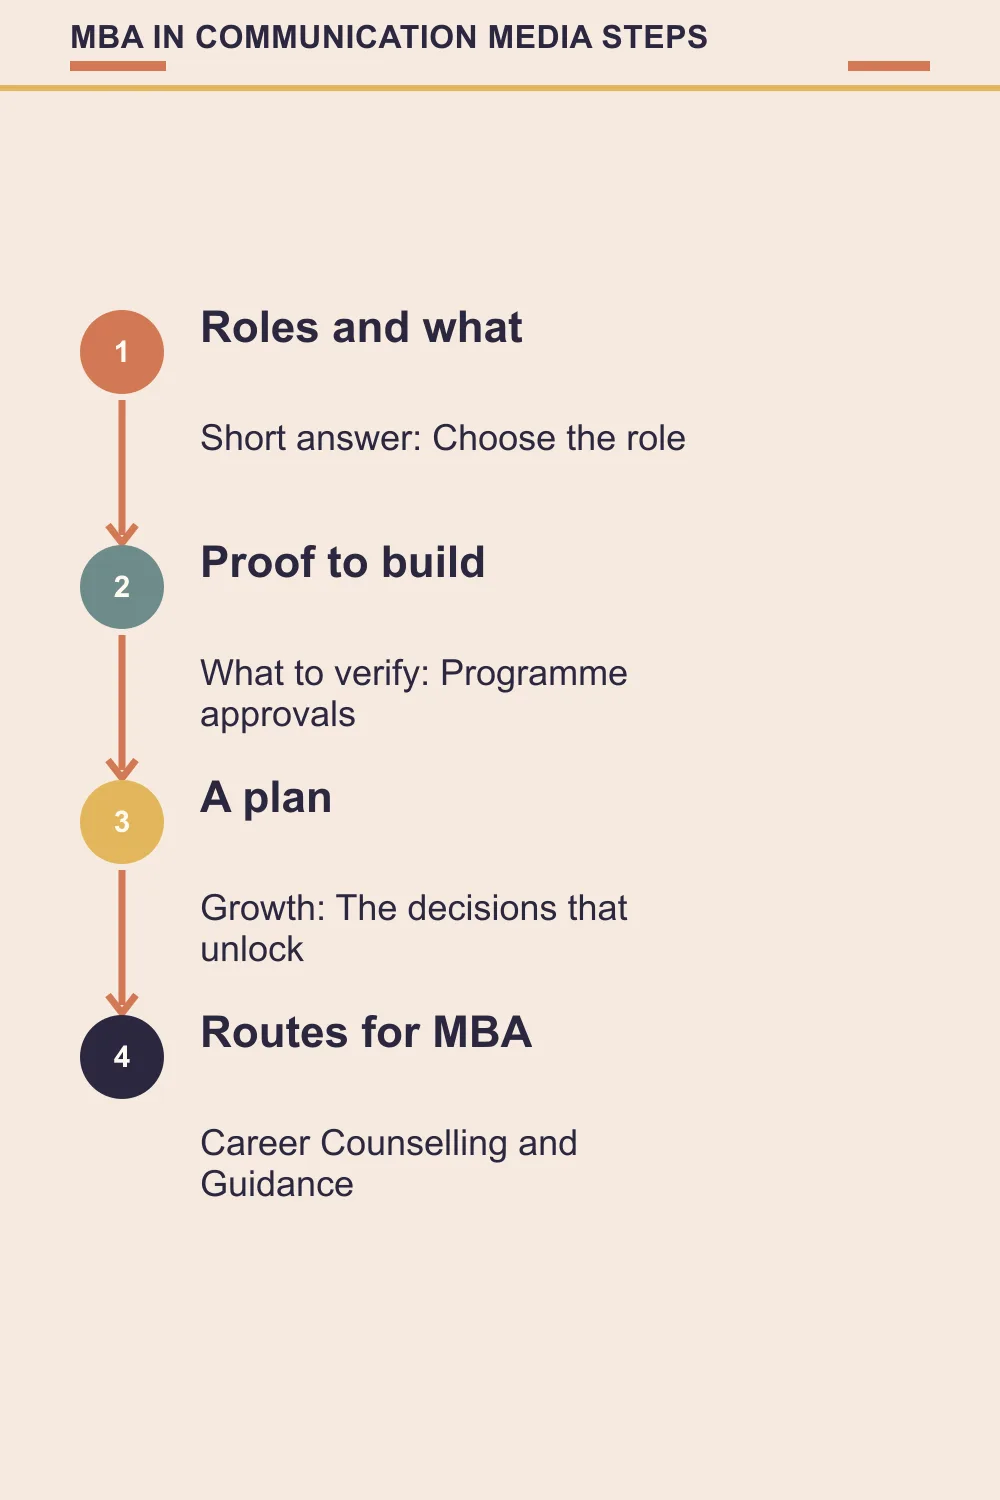 MBA IN COMMUNICATION MEDIA STEPS
1
Roles and what
Short answer: Choose the role
2
Proof to build
What to verify: Programme
approvals
3
A plan
Growth: The decisions that
unlock
4
Routes for MBA
Career Counselling and
Guidance